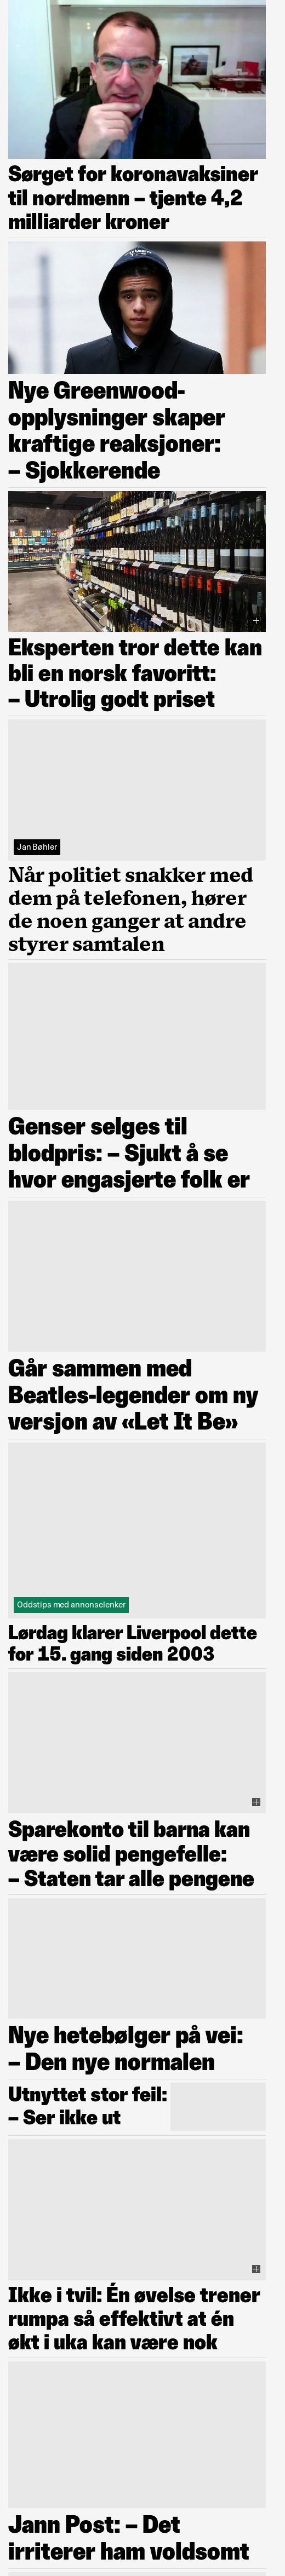 Sørget for koronavaksiner
til nordmenn – tjente 4,2
milliarder kroner
Nye Greenwood-
opplysninger skaper
kraftige reaksjoner:
– Sjokkerende
Eksperten tror dette kan
bli en norsk favoritt:
– Utrolig godt priset
Jan Bøhler
Når politiet snakker med
dem på telefonen, hører
de noen ganger at andre
styrer samtalen
Genser selges til
blodpris: – Sjukt å se
hvor engasjerte folk er
Går sammen med
Beatles-legender om ny
versjon av «Let It Be»
Oddstips med annonselenker
Lørdag klarer Liverpool dette
for 15. gang siden 2003
Sparekonto til barna kan
være solid pengefelle:
– Staten tar alle pengene
Nye hetebølger på vei:
– Den nye normalen
Utnyttet stor feil:
– Ser ikke ut
Ikke i tvil: Én øvelse trener
rumpa så effektivt at én
økt i uka kan være nok
Jann Post: – Det
irriterer ham voldsomt